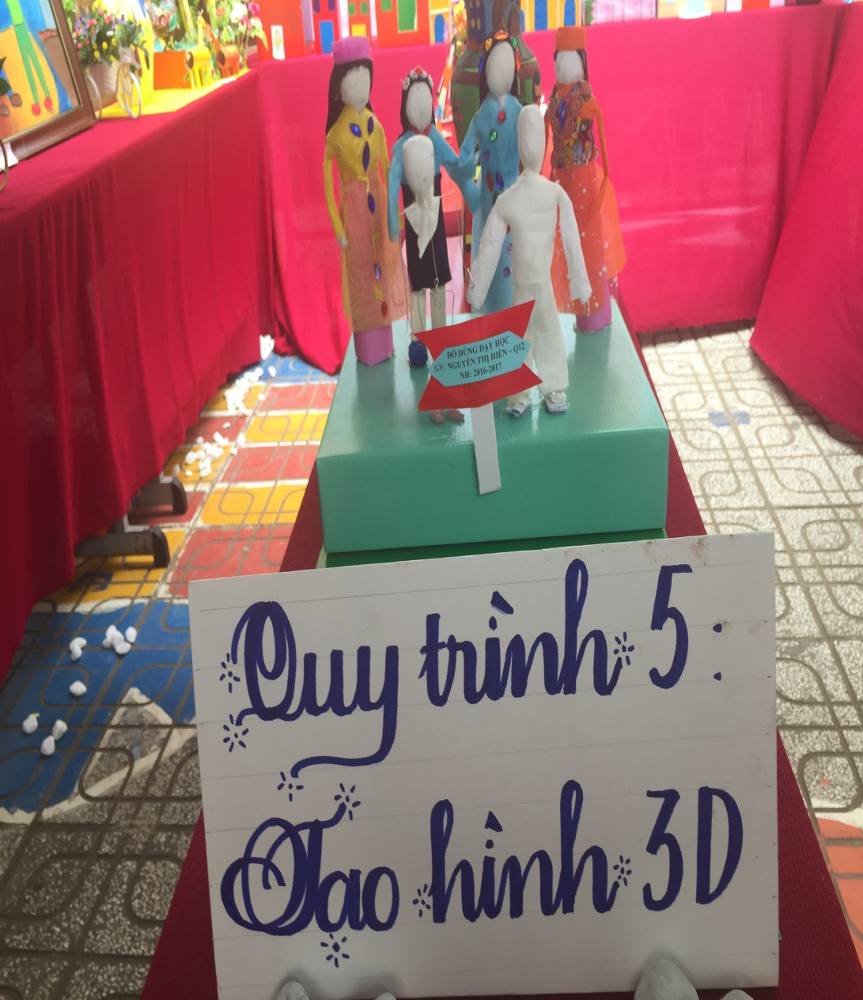 ĐỒ DÙNG DẠY HỌC
GV: NGUYỄN THỊ HIỀN – Q12
NH: 2016-2017
Quy trình 5 :
Tạo hình 3D